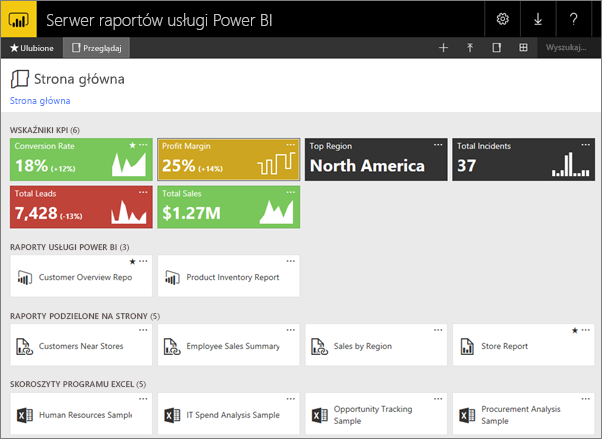 Serwer raportów usługi Power BI
?
Ulubione Przeglądaj Wyszukaj...
Strona główna
Strona główna
WSKAŹNIKI KPI (6)
Conversion Rate Profit Margin Top Region Total Incidents
18% (+12%) 25% (+14%) North America 37
Total Leads Total Sales
7,428 (-13%) $1.27M
RAPORTY USŁUGI POWER BI (3)
Customer Overview Repo Product Inventory Report
RAPORTY PODZIELONE NA STRONY (5)
Customers Near Stores Employee Sales Summary Sales by Region Store Report
SKOROSZYTY PROGRAMU EXCEL (5)
Human Resources Sample IT Spend Analysis Sample Opportunity Tracking Sample Procurement Analysis Sample